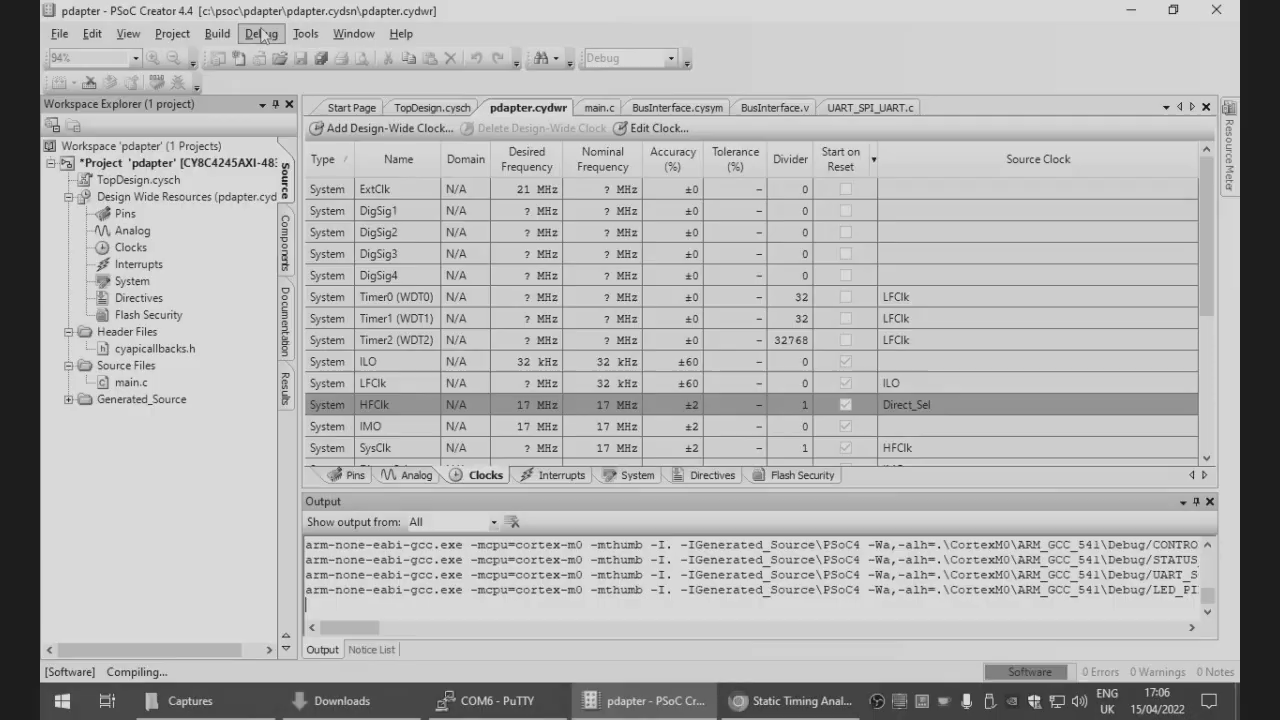 pdapter - PSoC Creator 4.4 [c:\psoc\pdapter\pdapter.cydsn\pdapter.cydwr]
File Edit View Project Build Debug Tools Window Help
94% Debug
Workspace Explorer (1 project)
Workspace 'pdapter' (1 Projects)
*Project 'pdapter' [CY8C4245AXI-483
TopDesign.cysch
Design Wide Resources (pdapter.cyd
Pins
Analog
Clocks
Interrupts
System
Directives
Flash Security
Header Files
cyapicallbacks.h
Source Files
main.c
Generated_Source
Source
Components
Documentation
Results
Start Page TopDesign.cysch pdapter.cydwr main.c BusInterface.cysym BusInterface.v UART_SPI_UART.c
Add Design-Wide Clock... Delete Design-Wide Clock Edit Clock...
Type Name Domain Desired Frequency Nominal Frequency Accuracy (%) Tolerance (%) Divider Start on Reset Source Clock
System ExtClk N/A 21 MHz ? MHz ±0 - 0
System DigSig1 N/A ? MHz ? MHz ±0 - 0
System DigSig2 N/A ? MHz ? MHz ±0 - 0
System DigSig3 N/A ? MHz ? MHz ±0 - 0
System DigSig4 N/A ? MHz ? MHz ±0 - 0
System Timer0 (WDT0) N/A ? MHz ? MHz ±0 - 32 LFClk
System Timer1 (WDT1) N/A ? MHz ? MHz ±0 - 32 LFClk
System Timer2 (WDT2) N/A ? MHz ? MHz ±0 - 32768 LFClk
System ILO N/A 32 kHz 32 kHz ±60 - 0
System LFClk N/A ? MHz 32 kHz ±60 - 0 ILO
System HFClk N/A 17 MHz 17 MHz ±2 - 1 Direct_Sel
System IMO N/A 17 MHz 17 MHz ±2 - 0
System SysClk N/A ? MHz 17 MHz ±2 - 1 HFClk
Pins Analog Clocks Interrupts System Directives Flash Security
Resource Meter
Output
Show output from: All
arm-none-eabi-gcc.exe -mcpu=cortex-m0 -mthumb -I. -IGenerated_Source\PSoC4 -Wa,-alh=.\CortexM0\ARM_GCC_541\Debug/CONTRO
arm-none-eabi-gcc.exe -mcpu=cortex-m0 -mthumb -I. -IGenerated_Source\PSoC4 -Wa,-alh=.\CortexM0\ARM_GCC_541\Debug/STATUS_
arm-none-eabi-gcc.exe -mcpu=cortex-m0 -mthumb -I. -IGenerated_Source\PSoC4 -Wa,-alh=.\CortexM0\ARM_GCC_541\Debug/UART_S
arm-none-eabi-gcc.exe -mcpu=cortex-m0 -mthumb -I. -IGenerated_Source\PSoC4 -Wa,-alh=.\CortexM0\ARM_GCC_541\Debug/LED_PI
Output Notice List
[Software] Compiling... Software 0 Errors 0 Warnings 0 Notes
Captures Downloads COM6 - PuTTY pdapter - PSoC Cr... Static Timing Anal... ENG UK 17:06 15/04/2022